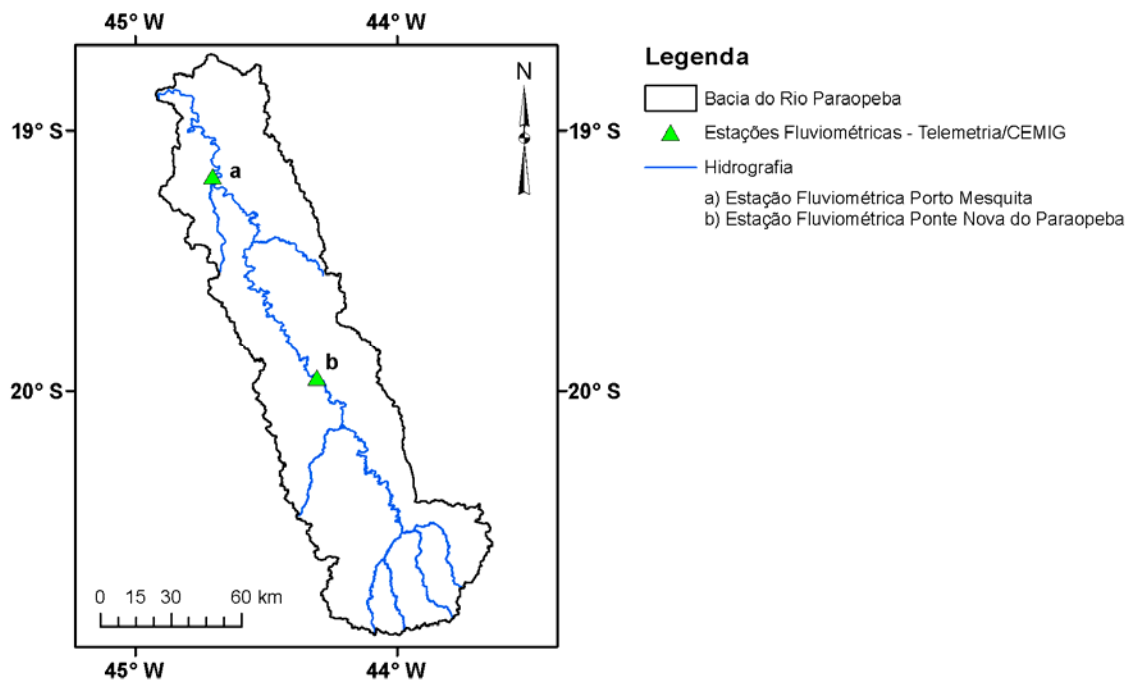 45° W 44° W
N
19° S
20° S 20° S
a
b
0 15 30 60 km
45° W 44° W
Legenda
Bacia do Rio Paraopeba
Estações Fluviométricas - Telemetria/CEMIG
Hidrografia
a) Estação Fluviométrica Porto Mesquita
b) Estação Fluviométrica Ponte Nova do Paraopeba
19° S